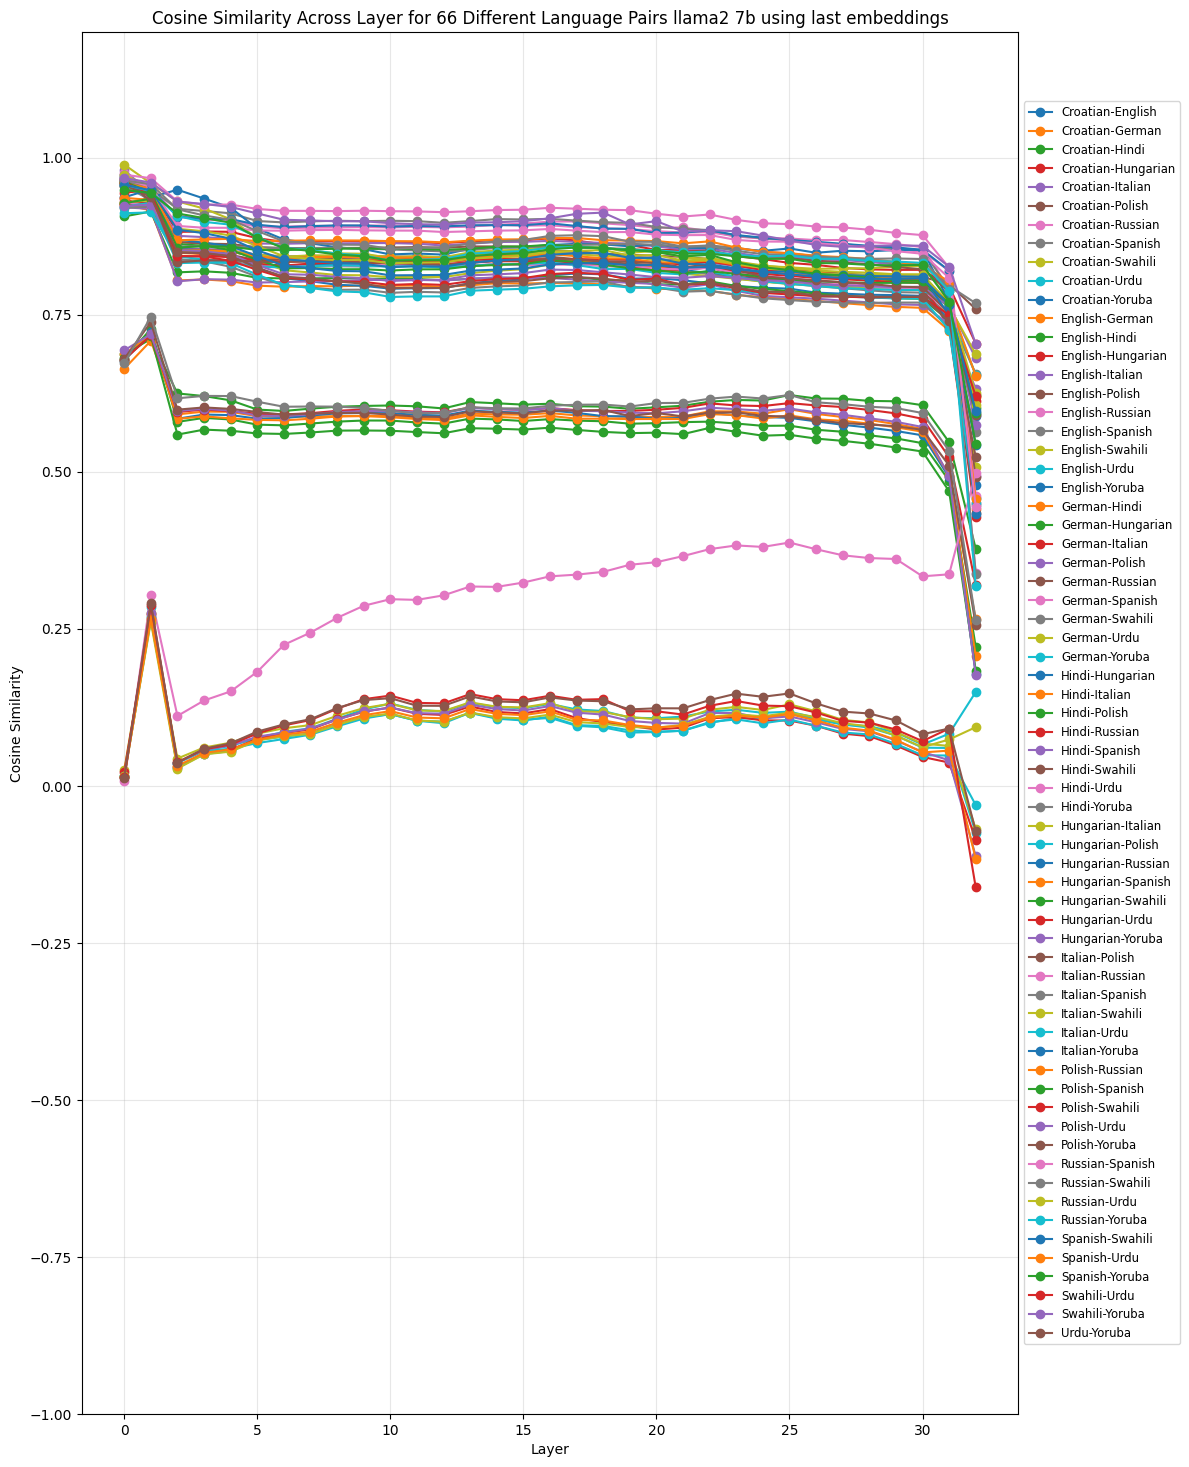 Cosine Similarity Across Layer for 66 Different Language Pairs llama2 7b using last embeddings
1.00
0.75
0.50
0.25
0.00
−0.25
−0.50
−0.75
−1.00
Cosine Similarity
0 5 10 15 20 25 30
Layer
Croatian-English
Croatian-German
Croatian-Hindi
Croatian-Hungarian
Croatian-Italian
Croatian-Polish
Croatian-Russian
Croatian-Spanish
Croatian-Swahili
Croatian-Urdu
Croatian-Yoruba
English-German
English-Hindi
English-Hungarian
English-Italian
English-Polish
English-Russian
English-Spanish
English-Swahili
English-Urdu
English-Yoruba
German-Hindi
German-Hungarian
German-Italian
German-Polish
German-Russian
German-Spanish
German-Swahili
German-Urdu
German-Yoruba
Hindi-Hungarian
Hindi-Italian
Hindi-Polish
Hindi-Russian
Hindi-Spanish
Hindi-Swahili
Hindi-Urdu
Hindi-Yoruba
Hungarian-Italian
Hungarian-Polish
Hungarian-Russian
Hungarian-Spanish
Hungarian-Swahili
Hungarian-Urdu
Hungarian-Yoruba
Italian-Polish
Italian-Russian
Italian-Spanish
Italian-Swahili
Italian-Urdu
Italian-Yoruba
Polish-Russian
Polish-Spanish
Polish-Swahili
Polish-Urdu
Polish-Yoruba
Russian-Spanish
Russian-Swahili
Russian-Urdu
Russian-Yoruba
Spanish-Swahili
Spanish-Urdu
Spanish-Yoruba
Swahili-Urdu
Swahili-Yoruba
Urdu-Yoruba